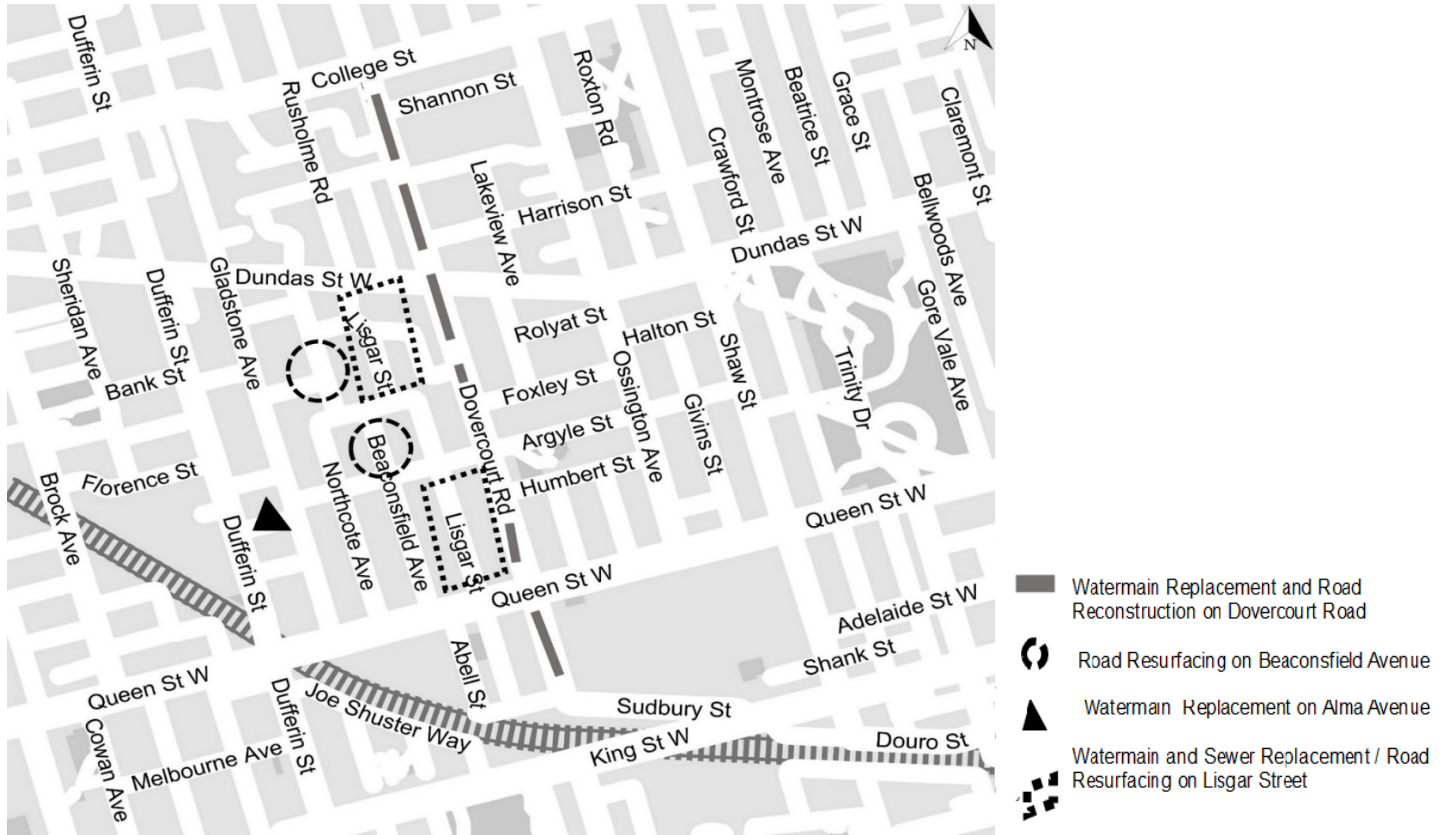 Dufferin St
College St
Shannon St
Roxton Rd
Rusholme Rd
Montrose Ave
Beatrice St
Grace St
Claremont St
N
Lakeview Ave
Harrison St
Crawford St
Dundas St W
Bellwoods Ave
Sheridan Ave
Dufferin St
Gladstone Ave
Dundas St W
Lisgar St
Rolyat St
Halton St
Shaw St
Gore Vale Ave
Trinity Dr
Bank St
Foxley St
Ossington Ave
Givins St
Dovercourt Rd
Argyle St
Beaconsfield Ave
Humbert St
Florence St
Northcote Ave
Brock Ave
Dufferin St
Lisgar St
Queen St W
Queen St W
Adelaide St W
Shank St
Abell St
Queen St W
Dufferin St
Joe Shuster Way
Sudbury St
King St W
Douro St
Cowan Ave
Melbourne Ave
Watermain Replacement and Road
Reconstruction on Dovercourt Road
Road Resurfacing on Beaconsfield Avenue
Watermain Replacement on Alma Avenue
Watermain and Sewer Replacement / Road
Resurfacing on Lisgar Street